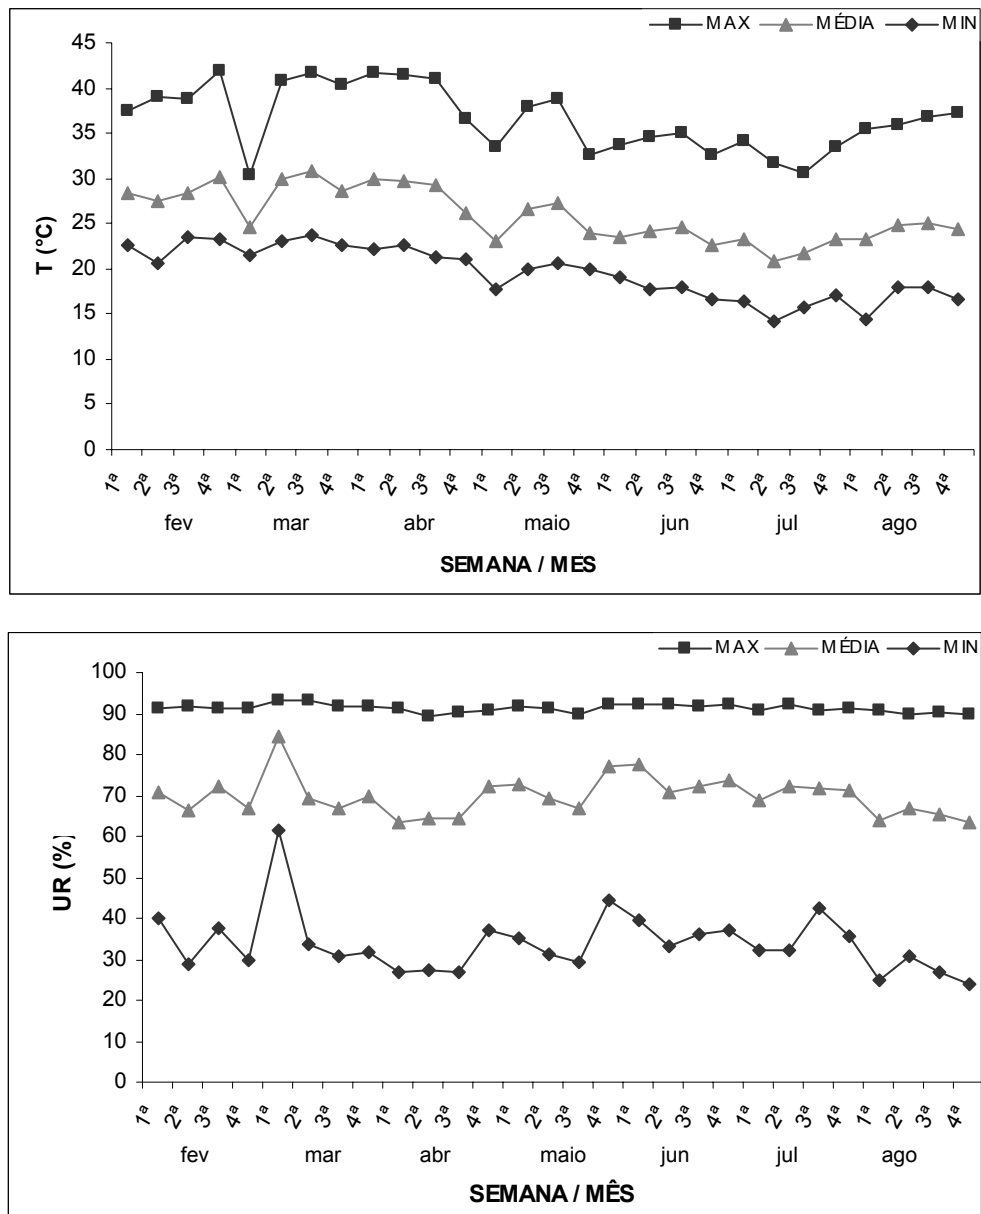 MAX MÉDIA MIN
45
40
35
30
25
20
15
10
5
0
T (°C)
1ª 2ª 3ª 4ª 1ª 2ª 3ª 4ª 1ª 2ª 3ª 4ª 1ª 2ª 3ª 4ª 1ª 2ª 3ª 4ª 1ª 2ª 3ª 4ª 1ª 2ª 3ª 4ª
fev mar abr maio jun jul ago
SEMANA / MÊS
MAX MÉDIA MIN
100
90
80
70
60
50
40
30
20
10
0
UR (%)
1ª 2ª 3ª 4ª 1ª 2ª 3ª 4ª 1ª 2ª 3ª 4ª 1ª 2ª 3ª 4ª 1ª 2ª 3ª 4ª 1ª 2ª 3ª 4ª 1ª 2ª 3ª 4ª
fev mar abr maio jun jul ago
SEMANA / MÊS